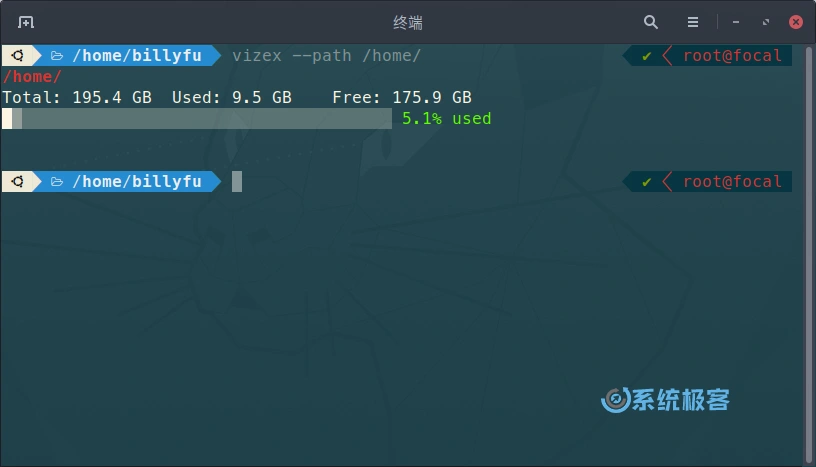 终端
/home/billyfu vizex --path /home/ ✔ root@focal
/home/
Total: 195.4 GB Used: 9.5 GB Free: 175.9 GB
5.1% used
/home/billyfu ✔ root@focal
系统极客